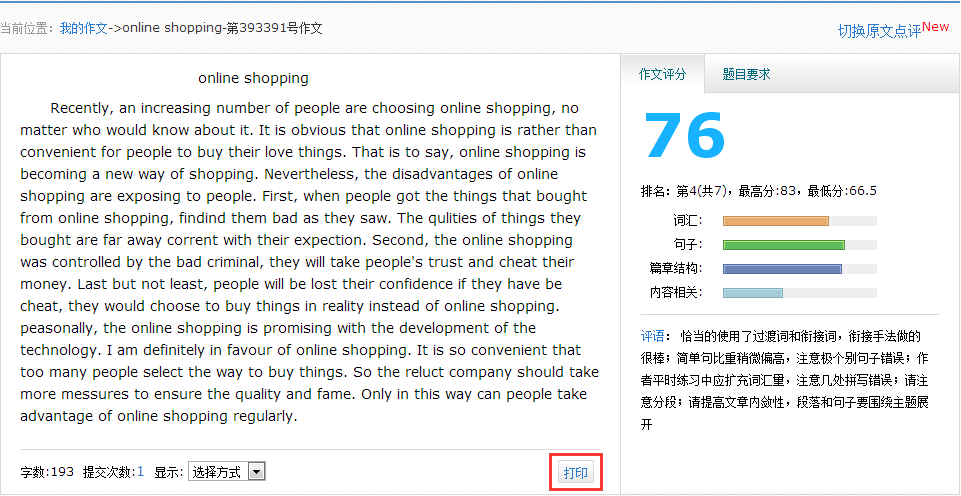 当前位置：我的作文->online shopping-第393391号作文
切换原文点评New
online shopping
Recently, an increasing number of people are choosing online shopping, no
matter who would know about it. It is obvious that online shopping is rather than
convenient for people to buy their love things. That is to say, online shopping is
becoming a new way of shopping. Nevertheless, the disadvantages of online
shopping are exposing to people. First, when people got the things that bought
from online shopping, findind them bad as they saw. The qulities of things they
bought are far away corrent with their expection. Second, the online shopping
was controlled by the bad criminal, they will take people's trust and cheat their
money. Last but not least, people will be lost their confidence if they have be
cheat, they would choose to buy things in reality instead of online shopping.
peasonally, the online shopping is promising with the development of the
technology. I am definitely in favour of online shopping. It is so convenient that
too many people select the way to buy things. So the reluct company should take
more messures to ensure the quality and fame. Only in this way can people take
advantage of online shopping regularly.
字数:193 提交次数:1 显示: 选择方式
打印
作文评分 题目要求
76
排名：第4(共7)，最高分:83，最低分:66.5
词汇:
句子:
篇章结构:
内容相关:
评语： 恰当的使用了过渡词和衔接词，衔接手法做的
很棒；简单句比重稍微偏高，注意极个别句子错误；作
者平时练习中应扩充词汇量，注意几处拼写错误；请注
意分段；请提高文章内敛性，段落和句子要围绕主题展
开